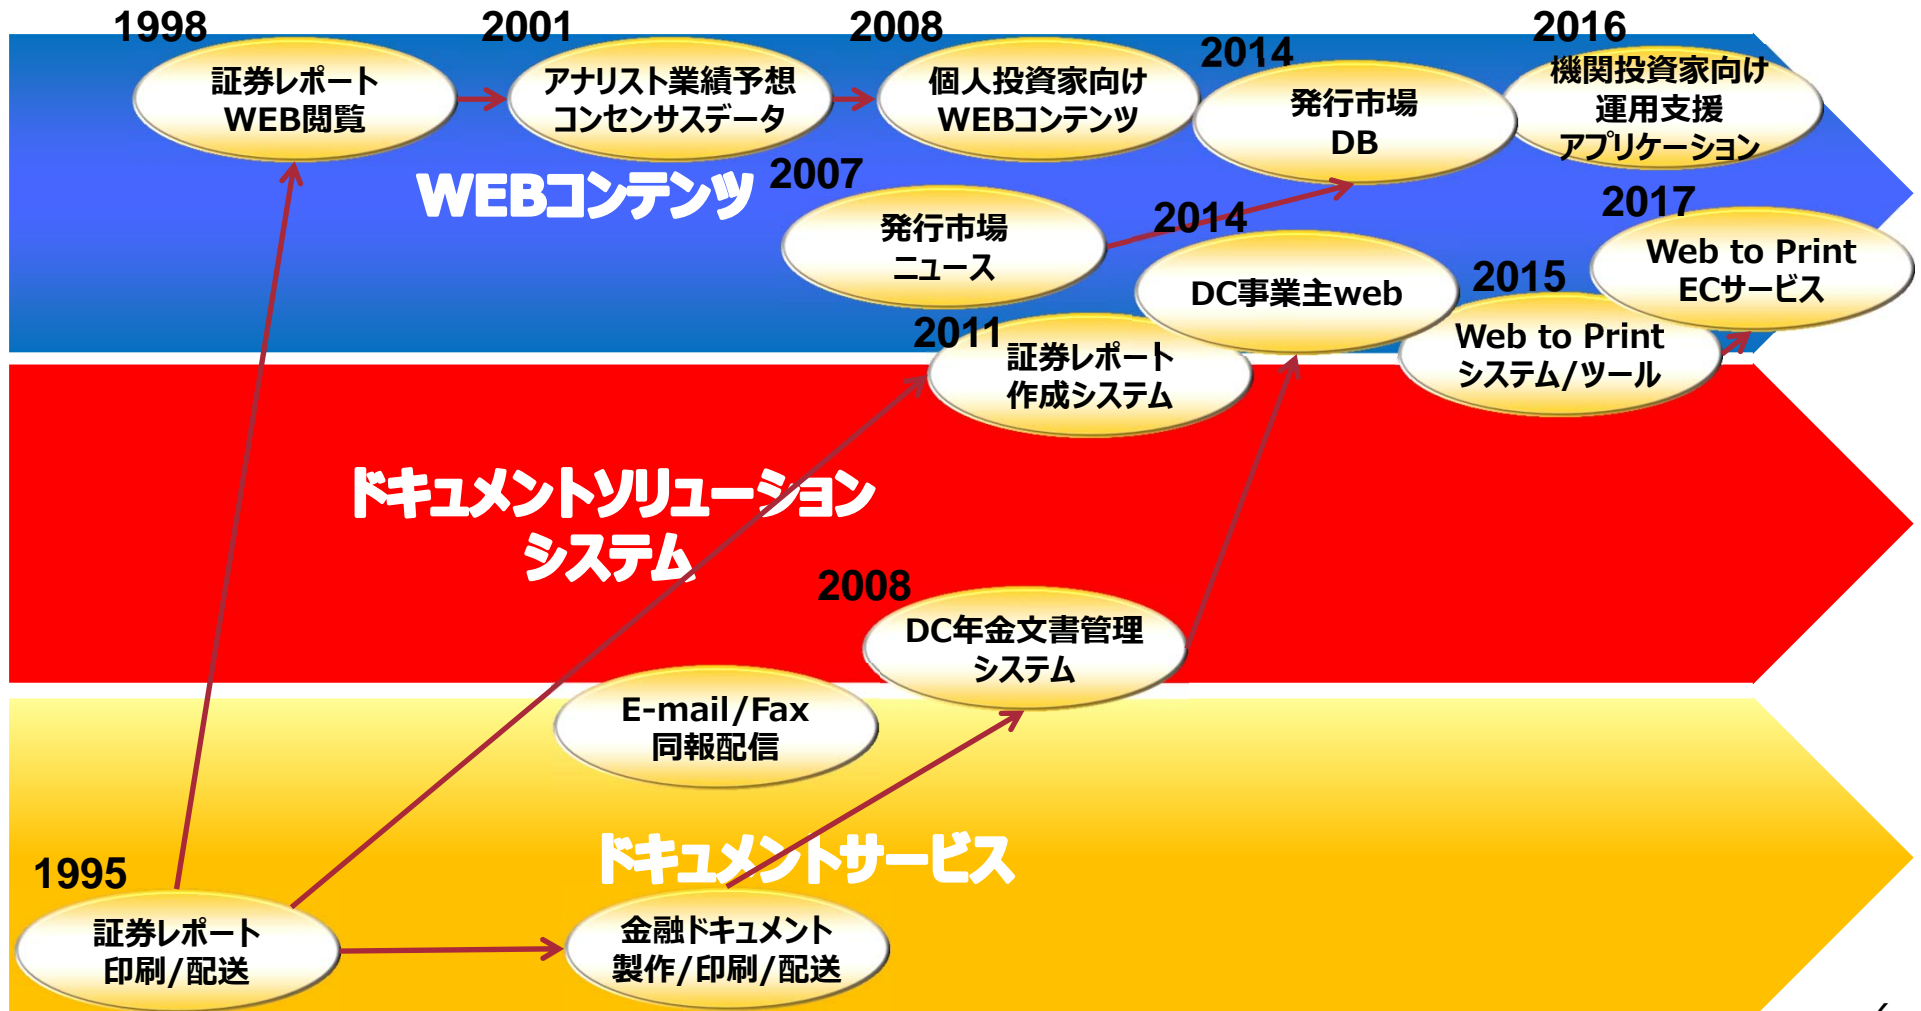 1998
証券レポート
WEB閲覧
2001
アナリスト業績予想
コンセンサスデータ
2008
個人投資家向け
WEBコンテンツ
2014
発行市場
DB
2016
機関投資家向け
運用支援
アプリケーション
WEBコンテンツ
2007
発行市場
ニュース
2014
DC事業主web
2017
Web to Print
ECサービス
2011
証券レポート
作成システム
2015
Web to Print
システム/ツール
ドキュメントソリューション
システム
2008
DC年金文書管理
システム
E-mail/Fax
同報配信
ドキュメントサービス
1995
証券レポート
印刷/配送
金融ドキュメント
製作/印刷/配送